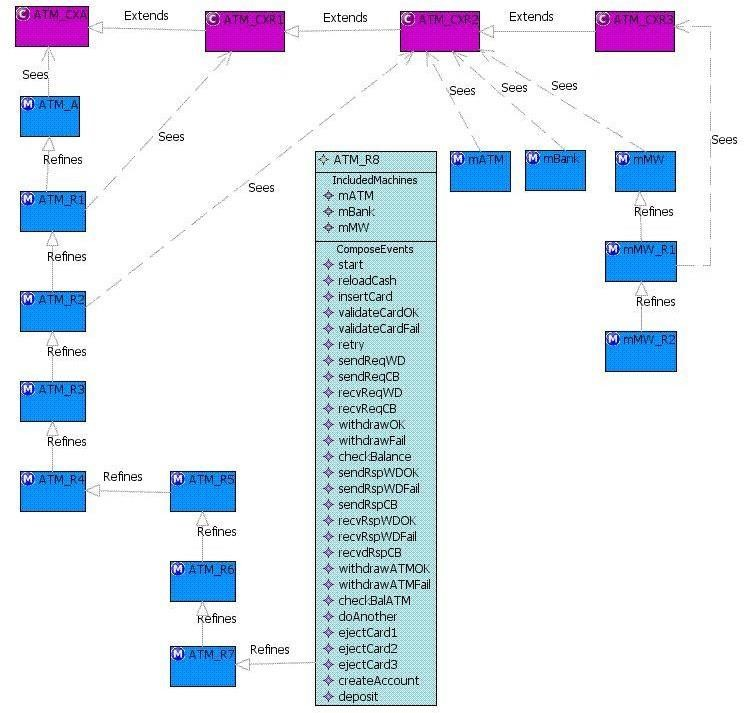 C ATM_CXA
Extends
C ATM_CXR1
Extends
C ATM_CXR2
Extends
C ATM_CXR3
Sees
M ATM_A
Refines
M ATM_R1
Sees
Refines
M ATM_R2
Sees
Refines
M ATM_R3
Refines
M ATM_R4
Refines
M ATM_R5
Refines
M ATM_R6
Refines
M ATM_R7
Refines
ATM_R8
IncludedMachines
mATM
mBank
mMW
ComposeEvents
start
reloadCash
insertCard
validateCardOk
validateCardFail
retry
sendReqWD
sendReqCB
recvReqWD
recvReqCB
withdrawOK
withdrawFail
checkBalance
sendRspWDOK
sendRspWDFail
sendRspCB
recvRspWDOK
recvRspWDFail
recvdRspCB
withdrawATMOK
withdrawATMFail
checkBalATM
doAnother
ejectCard1
ejectCard2
ejectCard3
createAccount
deposit
Sees
Sees
Sees
Sees
M mATM
M mBank
M mMW
Refines
M mMW_R1
Refines
M mMW_R2